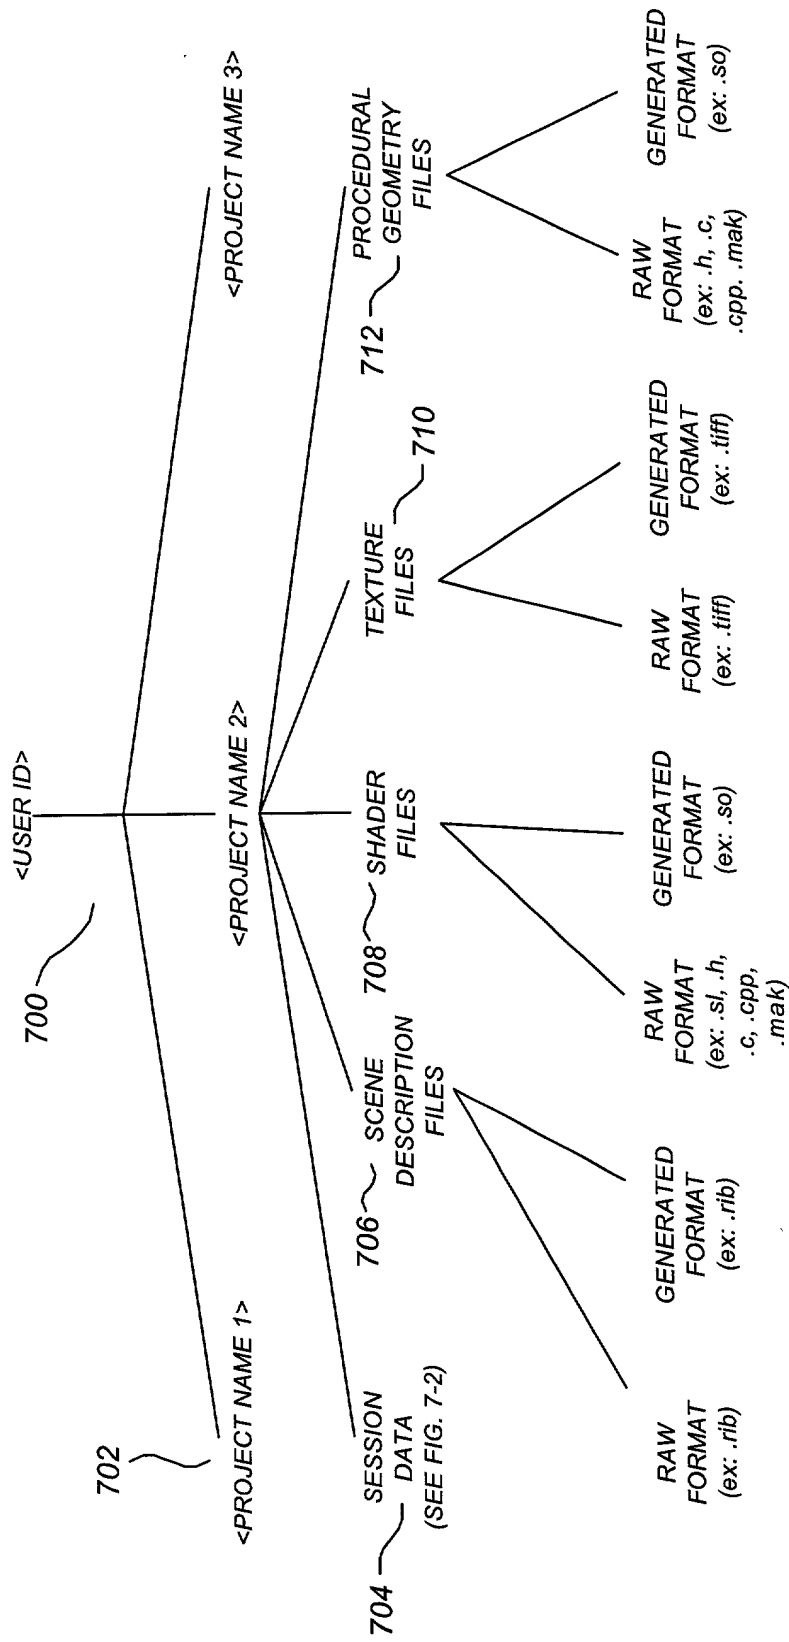 700
<USER ID>
702
<PROJECT NAME 1>
<PROJECT NAME 2>
<PROJECT NAME 3>
704
SESSION
DATA
(SEE FIG. 7-2)
706
SCENE
DESCRIPTION
FILES
708
SHADER
FILES
TEXTURE
FILES
710
712
PROCEDURAL
GEOMETRY
FILES
RAW
FORMAT
(ex: .rib)
GENERATED
FORMAT
(ex: .rib)
RAW
FORMAT
(ex: .sl, .h,
.c, .cpp,
.mak)
GENERATED
FORMAT
(ex: .so)
RAW
FORMAT
(ex: .tiff)
GENERATED
FORMAT
(ex: .tiff)
RAW
FORMAT
(ex: .h, .c,
.cpp. .mak)
GENERATED
FORMAT
(ex: .so)